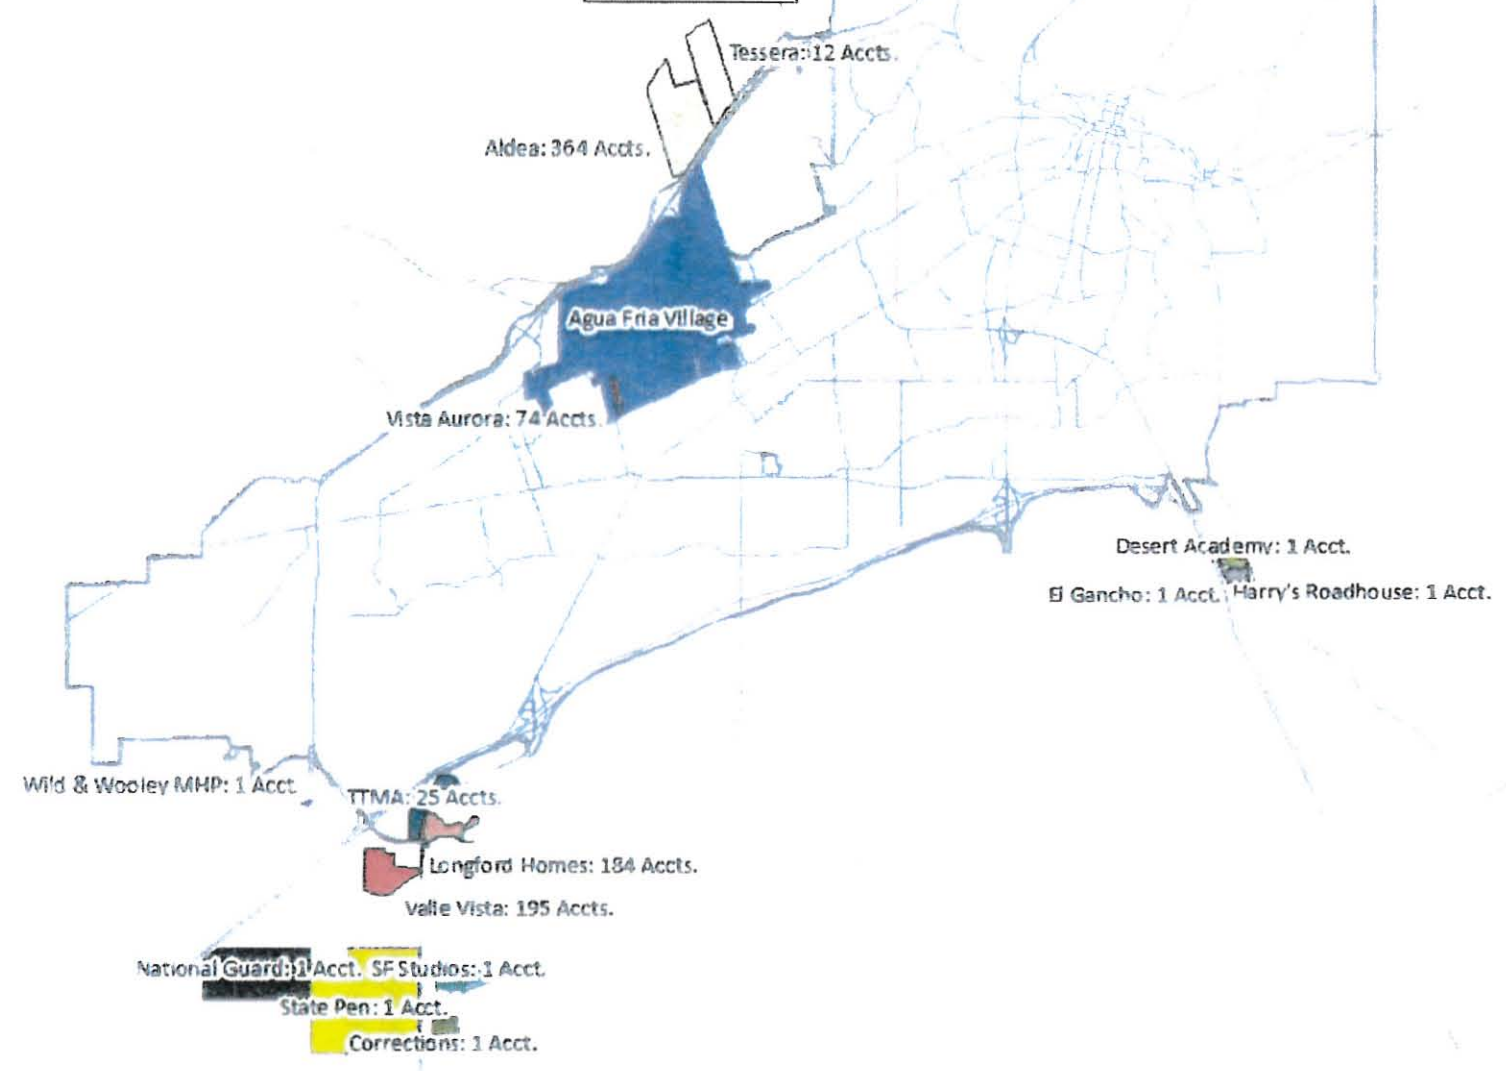 Tessera: 12 Accts.
Aldea: 364 Accts.
Agua Fria Village
Vista Aurora: 74 Accts.
Desert Academy: 1 Acct.
El Gancho: 1 Acct.
Harry's Roadhouse: 1 Acct.
Wild & Wooley MHP: 1 Acct
TTMA: 25 Accts.
Longford Homes: 184 Accts.
Valle Vista: 195 Accts.
National Guard: 1 Acct.
SF Studios: 1 Acct.
State Pen: 1 Acct.
Corrections: 1 Acct.